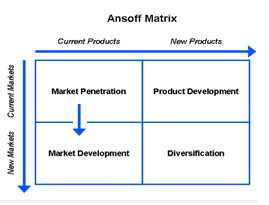 Ansoff Matrix
Current Products New Products
Current Markets
Market Penetration Product Development
New Markets
Market Development Diversification